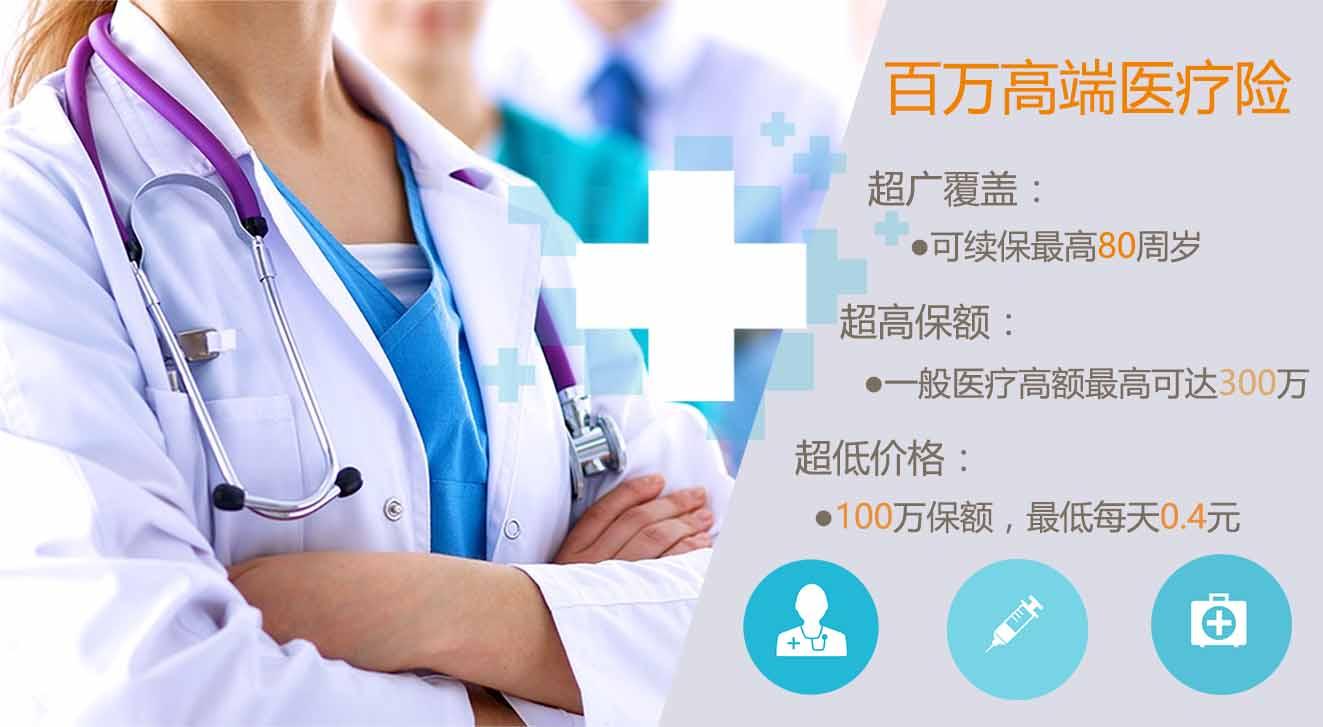 百万高端医疗险
超广覆盖：
●可续保最高80周岁
超高保额：
●一般医疗高额最高可达300万
超低价格：
●100万保额，最低每天0.4元